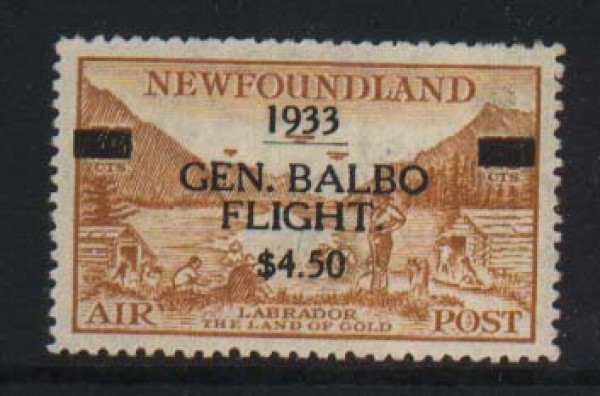 NEWFOUNDLAND
1933
CTS. CTS.
GEN. BALBO
FLIGHT.
$4.50
LABRADOR
AIR THE LAND OF GOLD POST